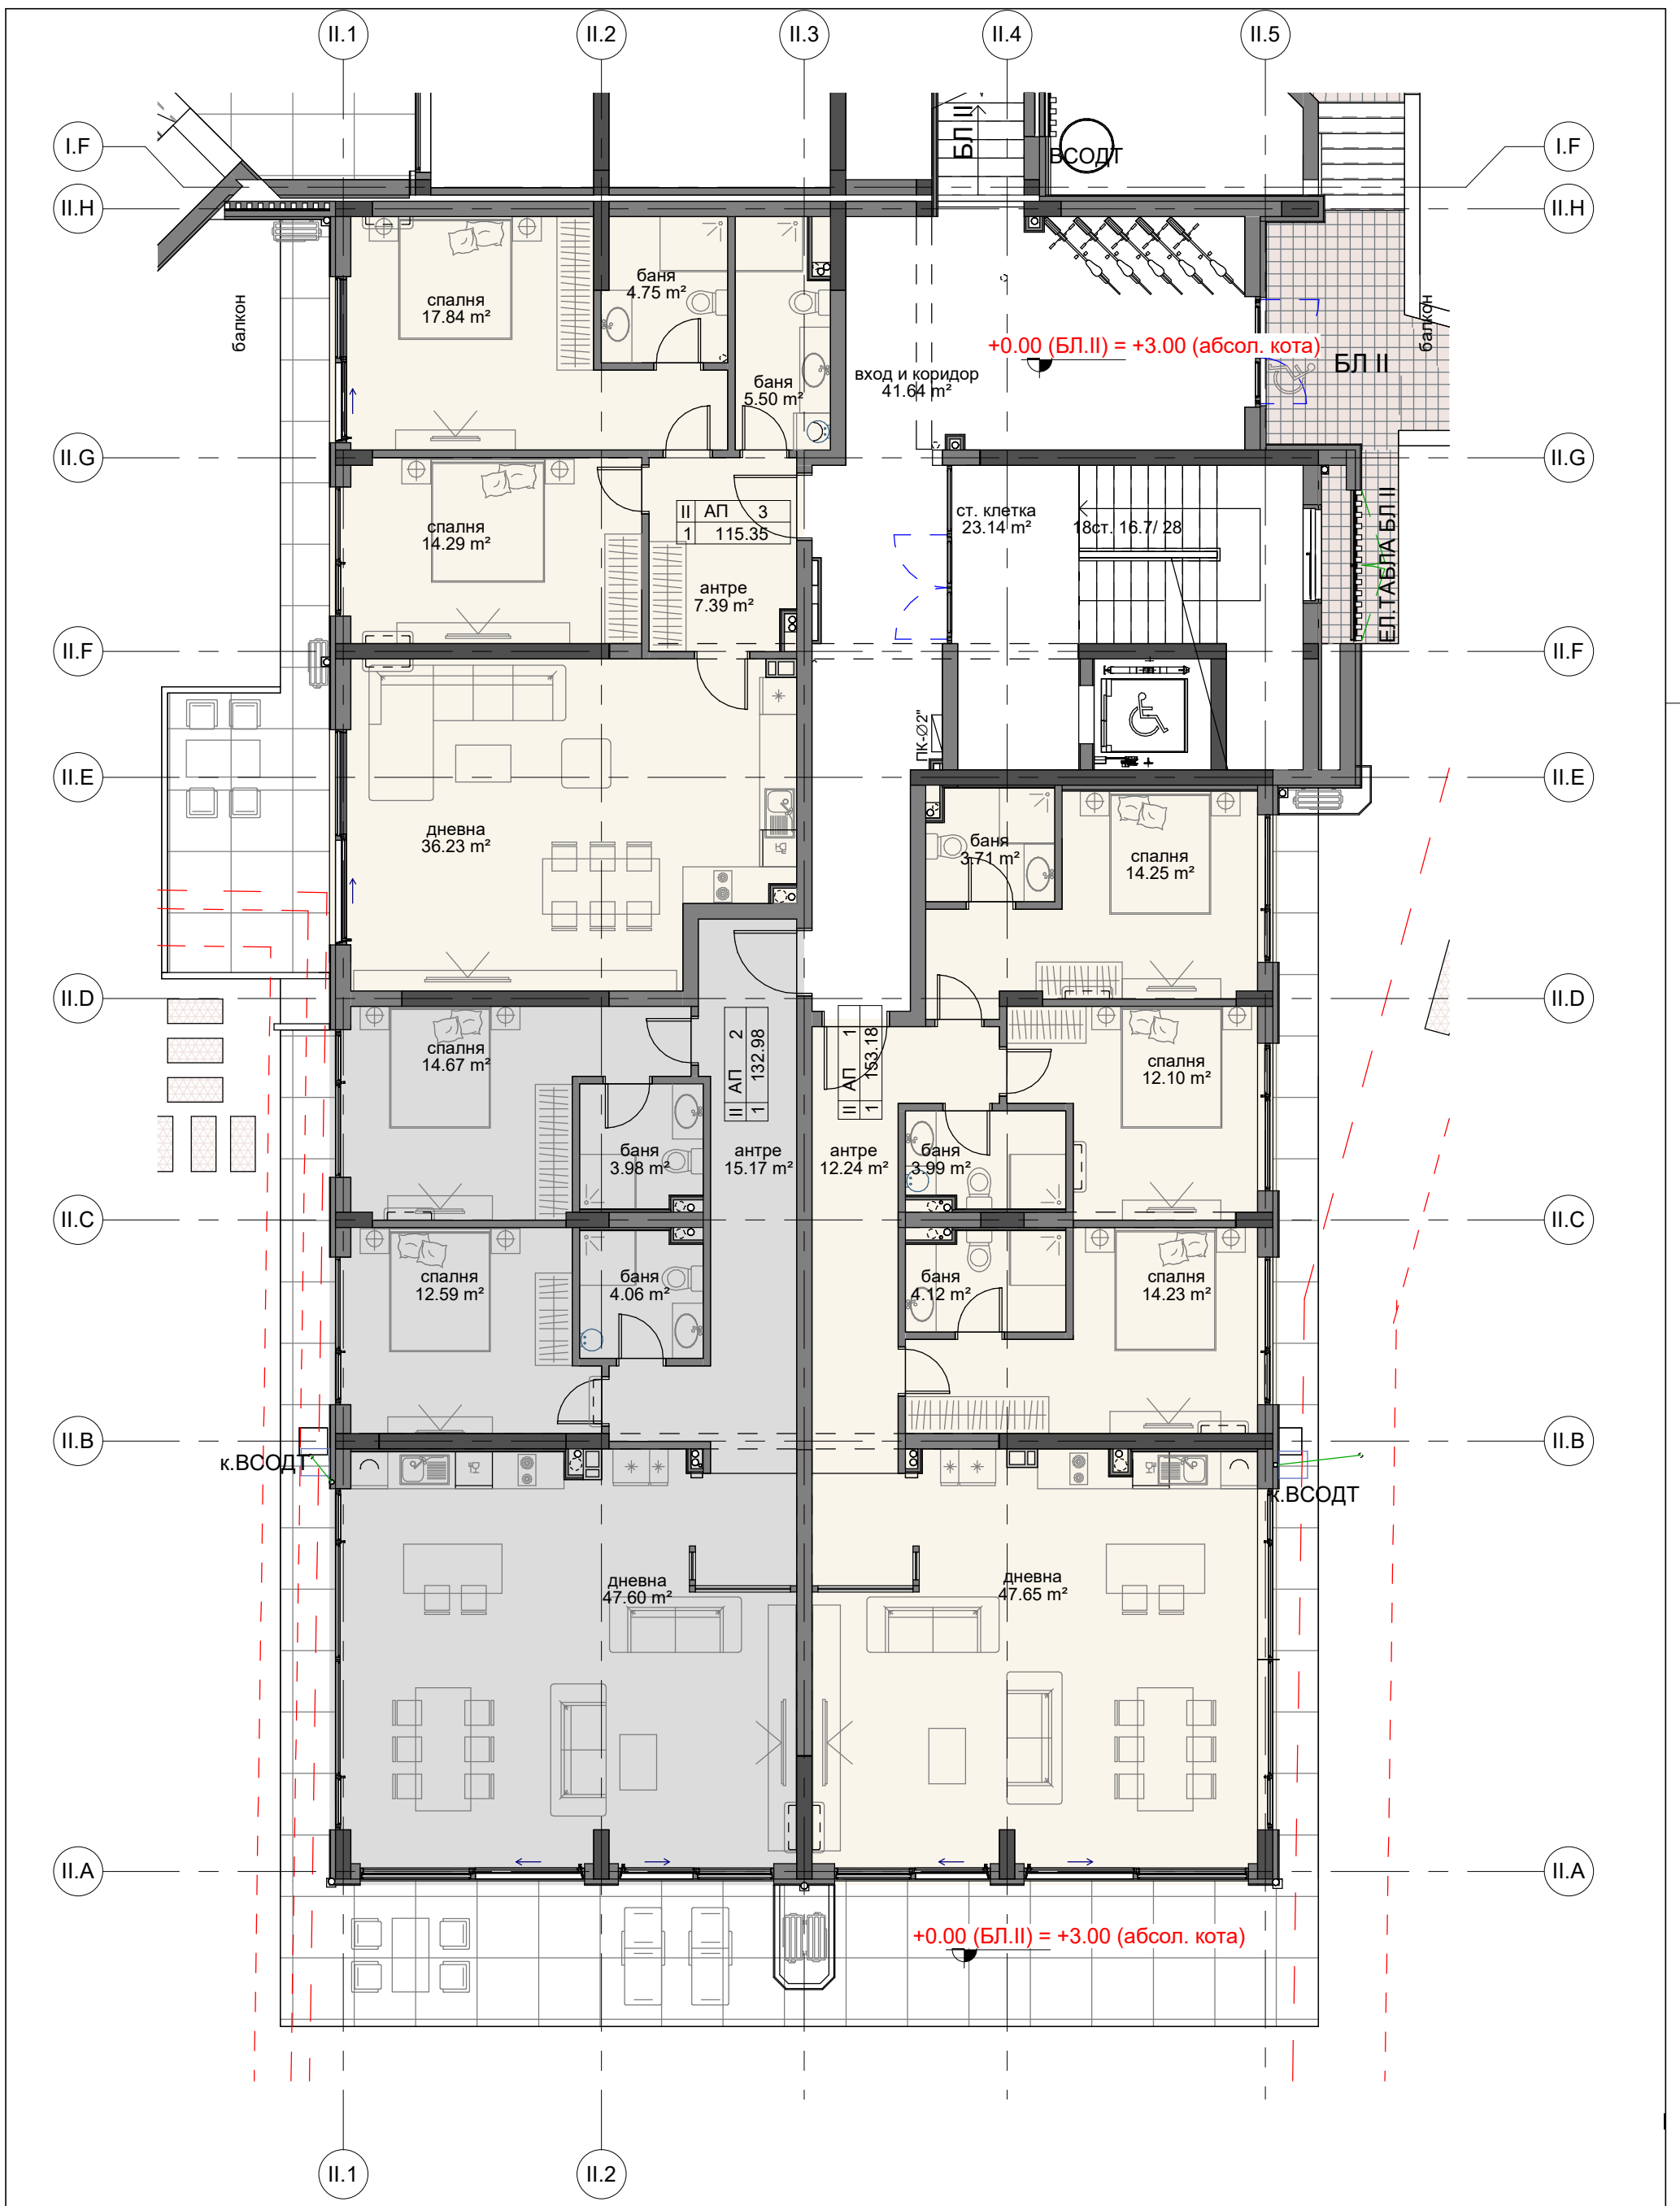 II.1 II.2 II.3 II.4 II.5
БЛ II
ВСОДТ
I.F I.F
II.H II.H
балкон
спалня
17.84 m²
баня
4.75 m²
баня
5.50 m²
+0.00 (БЛ.II) = +3.00 (абсол. кота)
вход и коридор
41.64 m²
балкон
БЛ II
II.G II.G
спалня
14.29 m²
II АП 3
1 115.35
антре
7.39 m²
ст. клетка
23.14 m²
18ст. 16.7/ 28
ЕЛ.ТАБЛА БЛ II
II.F II.F
ПК-Ø2"
II.E II.E
дневна
36.23 m²
баня
3.71 m²
спалня
14.25 m²
II.D II.D
спалня
14.67 m²
II АП 2
1 132.98
II АП 1
1 153.18
спалня
12.10 m²
баня
3.98 m²
антре
15.17 m²
антре
12.24 m²
баня
3.99 m²
II.C II.C
спалня
12.59 m²
баня
4.06 m²
баня
4.12 m²
спалня
14.23 m²
II.B II.B
к.ВСОДТ
к.ВСОДТ
дневна
47.60 m²
дневна
47.65 m²
II.A II.A
+0.00 (БЛ.II) = +3.00 (абсол. кота)
II.1 II.2